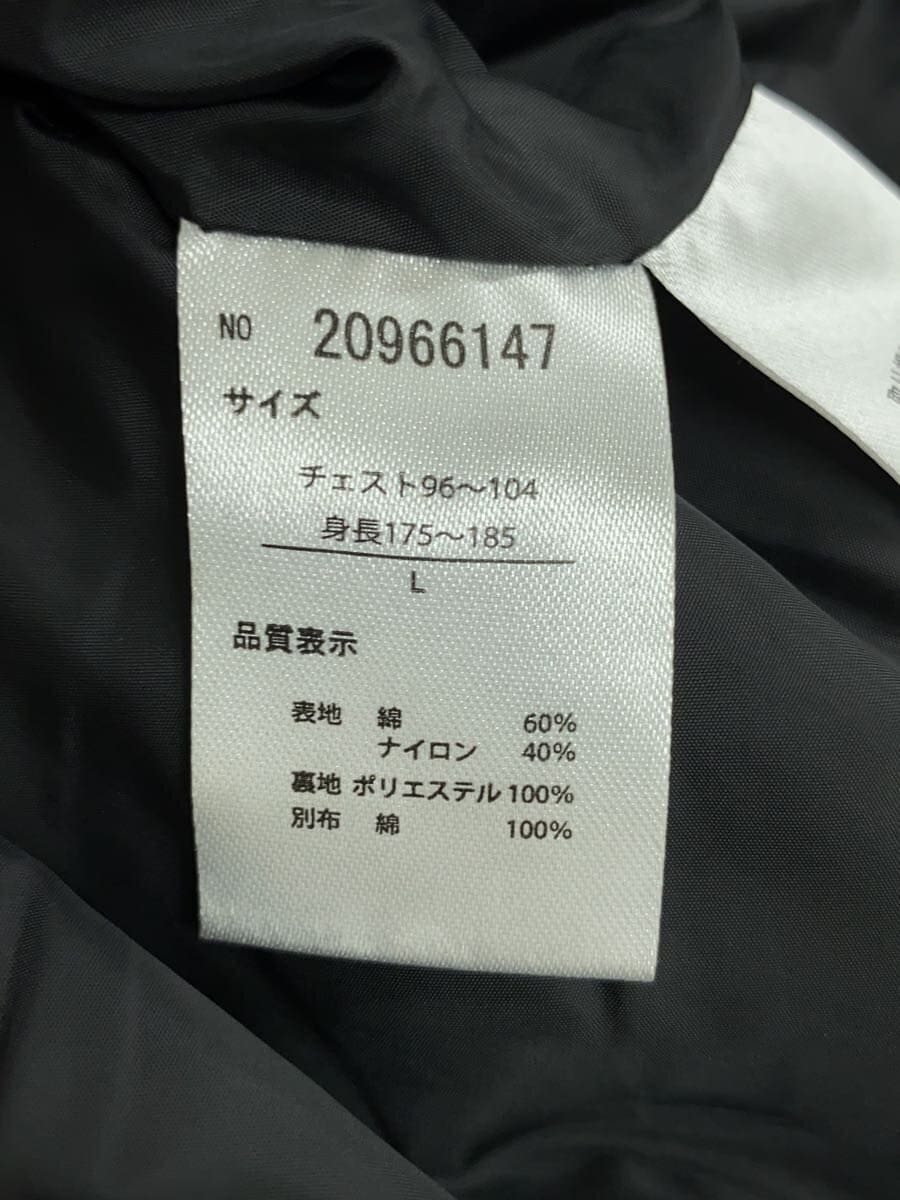 NO 20966147
サイズ
チェスト96～104
身長175～185
L
品質表示
表地 綿 60%
ナイロン 40%
裏地 ポリエステル 100%
別布 綿 100%